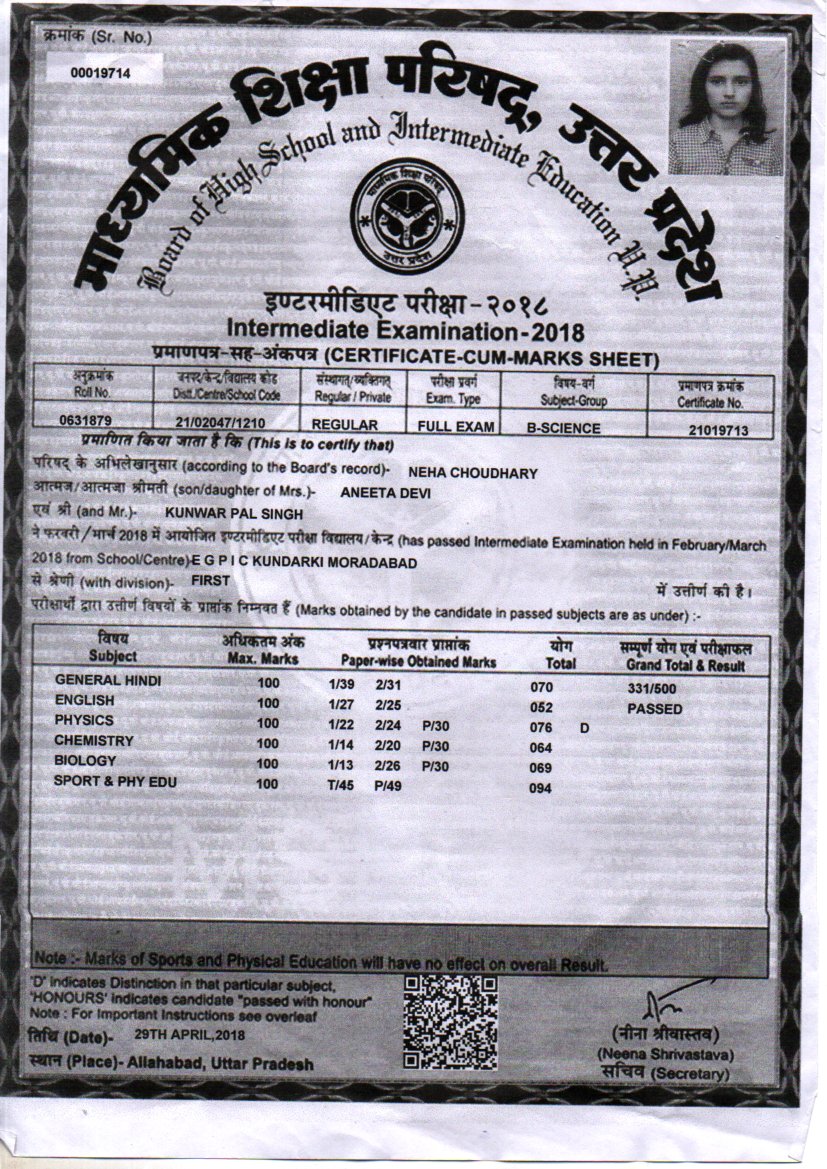 क्रमांक (Sr. No.)
00019714
माध्यमिक शिक्षा परिषद्, उत्तर प्रदेश
Board of High School and Intermediate Education U.P.
माध्यमिक शिक्षा परिषद्
उत्तर प्रदेश
इण्टरमीडिएट परीक्षा-२०१८
Intermediate Examination-2018
प्रमाणपत्र-सह-अंकपत्र (CERTIFICATE-CUM-MARKS SHEET)
अनुक्रमांक जनपद/केन्द्र/विद्यालय कोड संस्थागत/व्यक्तिगत परीक्षा प्रवर्ग विषय-वर्ग प्रमाणपत्र क्रमांक
Roll No. Distt./Centre/School Code Regular / Private Exam. Type Subject-Group Certificate No.
0631879 21/02047/1210 REGULAR FULL EXAM B-SCIENCE 21019713
प्रमाणित किया जाता है कि (This is to certify that)
परिषद् के अभिलेखानुसार (according to the Board's record)- NEHA CHOUDHARY
आत्मज/आत्मजा श्रीमती (son/daughter of Mrs.)- ANEETA DEVI
एवं श्री (and Mr.)- KUNWAR PAL SINGH
ने फरवरी/मार्च 2018 में आयोजित इण्टरमीडिएट परीक्षा विद्यालय/केन्द्र (has passed Intermediate Examination held in February/March
2018 from School/Centre)- E G P I C KUNDARKI MORADABAD
से श्रेणी (with division)- FIRST में उत्तीर्ण की है।
परीक्षार्थी द्वारा उत्तीर्ण विषयों के प्राप्तांक निम्नवत हैं (Marks obtained by the candidate in passed subjects are as under) :-
विषय अधिकतम अंक प्रश्नपत्रवार प्राप्तांक योग सम्पूर्ण योग एवं परीक्षाफल
Subject Max. Marks Paper-wise Obtained Marks Total Grand Total & Result
GENERAL HINDI 100 1/39 2/31 070 331/500
ENGLISH 100 1/27 2/25 052 PASSED
PHYSICS 100 1/22 2/24 P/30 076 D
CHEMISTRY 100 1/14 2/20 P/30 064
BIOLOGY 100 1/13 2/26 P/30 069
SPORT & PHY EDU 100 T/45 P/49 094
Note :- Marks of Sports and Physical Education will have no effect on overall Result.
'D' indicates Distinction in that particular subject,
'HONOURS' indicates candidate "passed with honour"
Note : For Important Instructions see overleaf
तिथि (Date)- 29TH APRIL,2018
स्थान (Place)- Allahabad, Uttar Pradesh
(नीना श्रीवास्तव)
(Neena Shrivastava)
सचिव (Secretary)